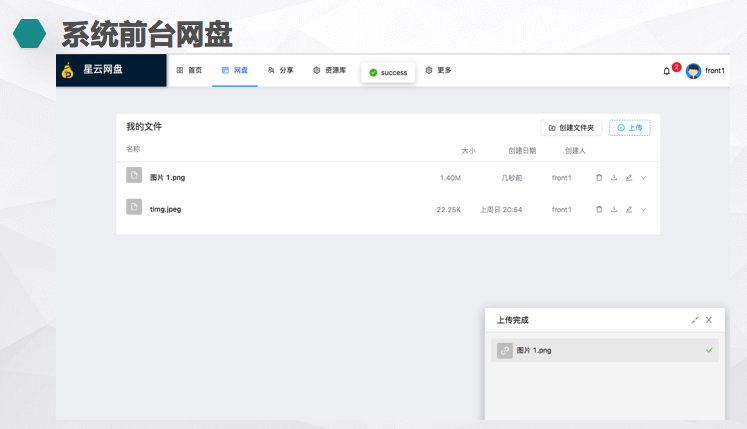 系统前台网盘
星云网盘 首页 网盘 分享 资源库 success 更多 2 front1
我的文件 创建文件夹 上传
名称 大小 创建日期 创建人
图片 1.png 1.40M 几秒前 front1
timg.jpeg 22.25K 上周日 20:54 front1
上传完成
图片 1.png